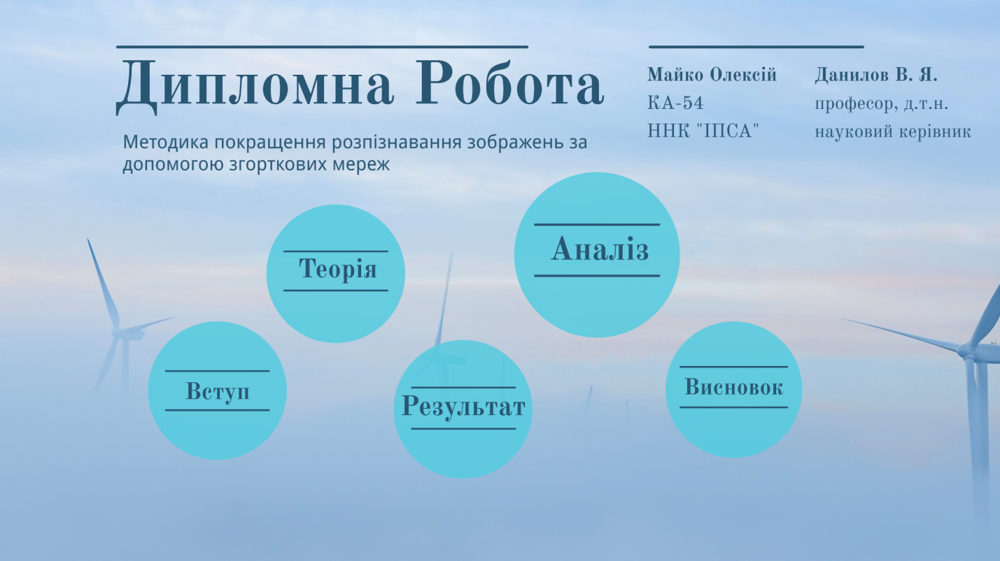 Дипломна Робота
Методика покращення розпізнавання зображень за
допомогою згорткових мереж
Майко Олексій
КА-54
ННК "ІПСА"
Данилов В. Я.
професор, д.т.н.
науковий керівник
Вступ
Теорія
Результат
Аналіз
Висновок